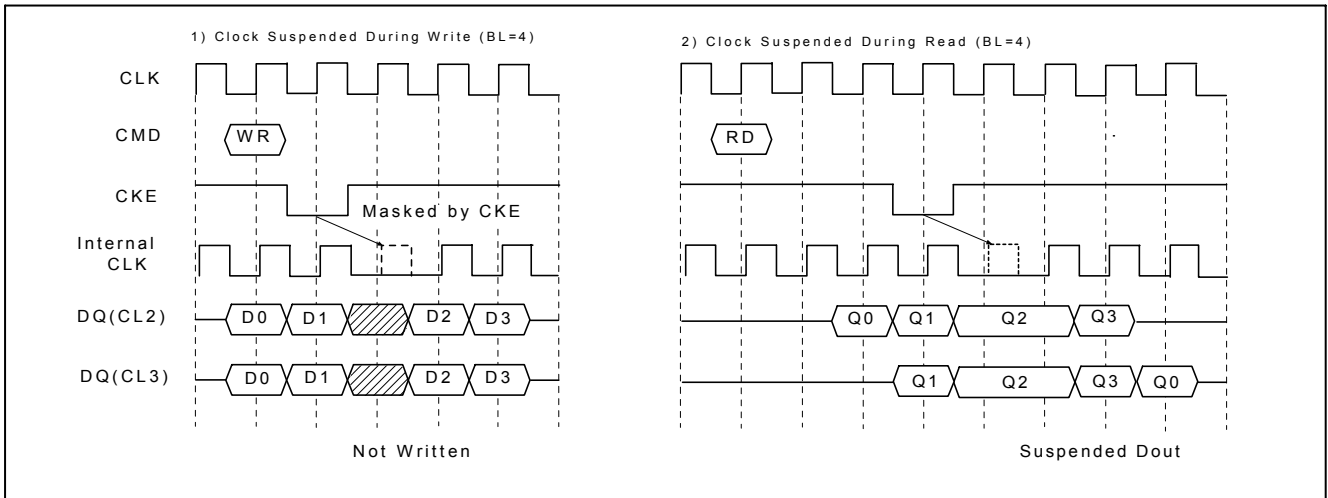 1) Clock Suspended During Write (BL=4)
2) Clock Suspended During Read (BL=4)
CLK
CMD
WR
RD
CKE
Masked by CKE
Internal
CLK
DQ(CL2)
D0 D1 D2 D3
Q0 Q1 Q2 Q3
DQ(CL3)
D0 D1 D2 D3
Q1 Q2 Q3 Q0
Not Written
Suspended Dout